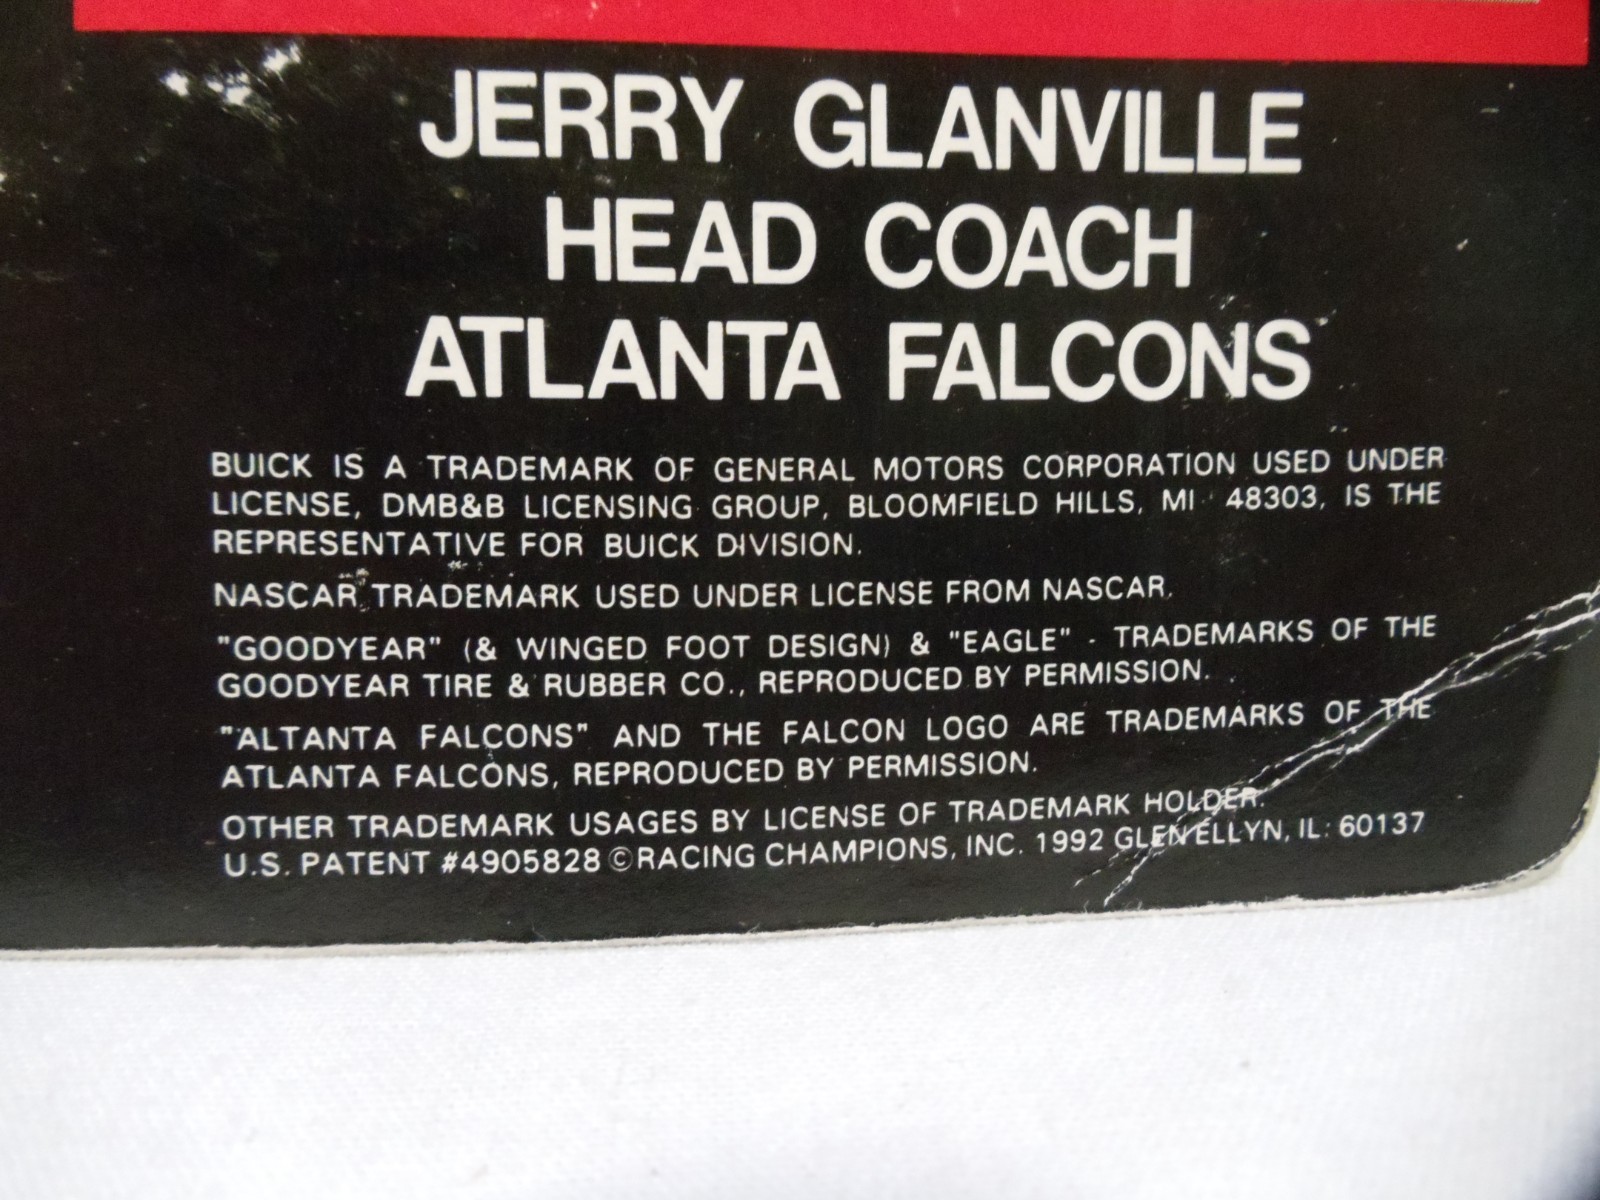 JERRY GLANVILLE
HEAD COACH
ATLANTA FALCONS
BUICK IS A TRADEMARK OF GENERAL MOTORS CORPORATION USED UNDER
LICENSE, DMB&B LICENSING GROUP, BLOOMFIELD HILLS, MI 48303, IS THE
REPRESENTATIVE FOR BUICK DIVISION.
NASCAR TRADEMARK USED UNDER LICENSE FROM NASCAR.
"GOODYEAR" (& WINGED FOOT DESIGN) & "EAGLE" - TRADEMARKS OF THE
GOODYEAR TIRE & RUBBER CO., REPRODUCED BY PERMISSION.
"ALTANTA FALCONS" AND THE FALCON LOGO ARE TRADEMARKS OF THE
ATLANTA FALCONS, REPRODUCED BY PERMISSION.
OTHER TRADEMARK USAGES BY LICENSE OF TRADEMARK HOLDER.
U.S. PATENT #4905828 ©RACING CHAMPIONS, INC. 1992 GLEN ELLYN, IL. 60137